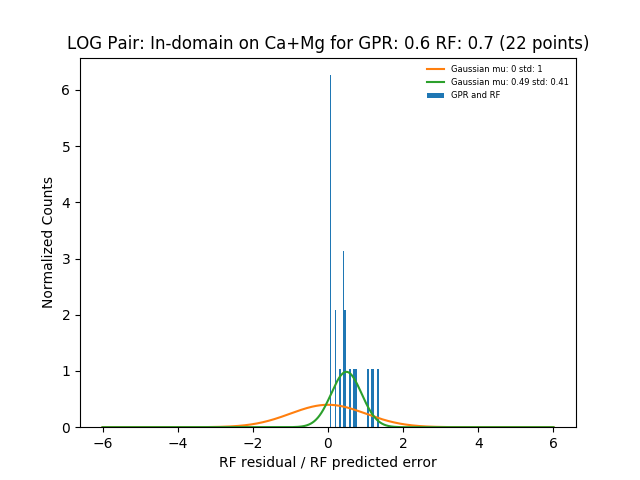 LOG Pair: In-domain on Ca+Mg for GPR: 0.6 RF: 0.7 (22 points)
Gaussian mu: 0 std: 1
Gaussian mu: 0.49 std: 0.41
GPR and RF
Normalized Counts
6
5
4
3
2
1
0
−6 −4 −2 0 2 4 6
RF residual / RF predicted error